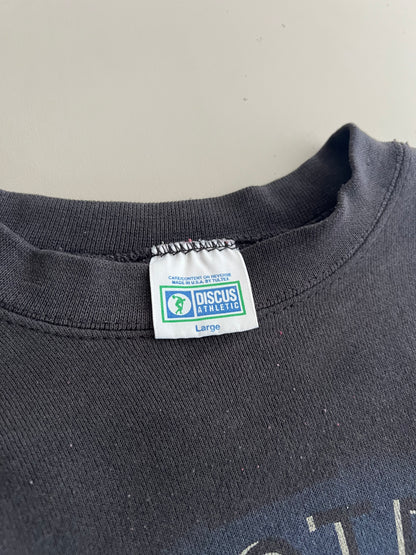 CARE/CONTENT ON REVERSE
MADE IN U.S.A. BY TULTEX
DISCUS
ATHLETIC
Large